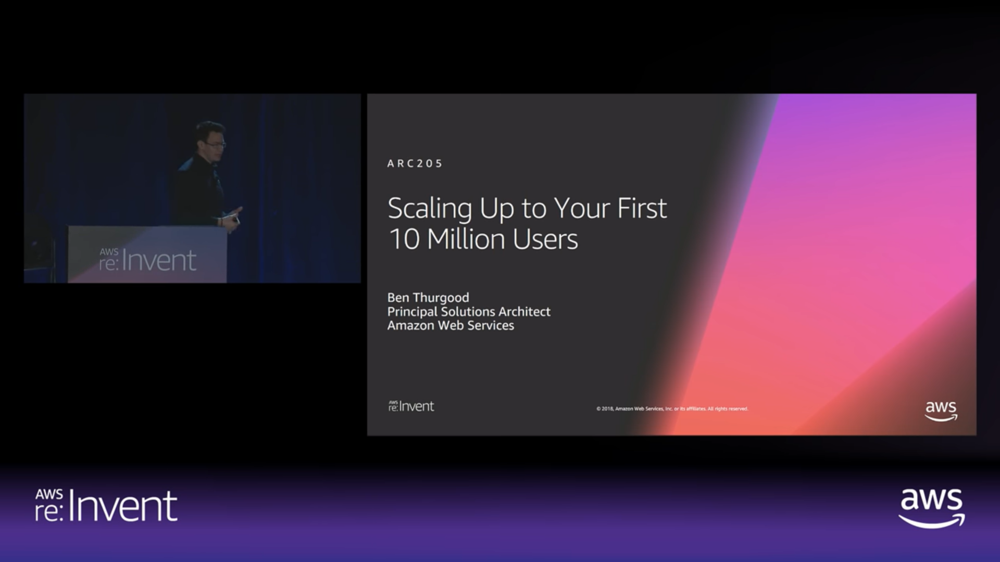 AWS
re:Invent
ARC205
Scaling Up to Your First
10 Million Users
Ben Thurgood
Principal Solutions Architect
Amazon Web Services
AWS
re:Invent
© 2018, Amazon Web Services, Inc. or its affiliates. All rights reserved.
aws
AWS
re:Invent
aws